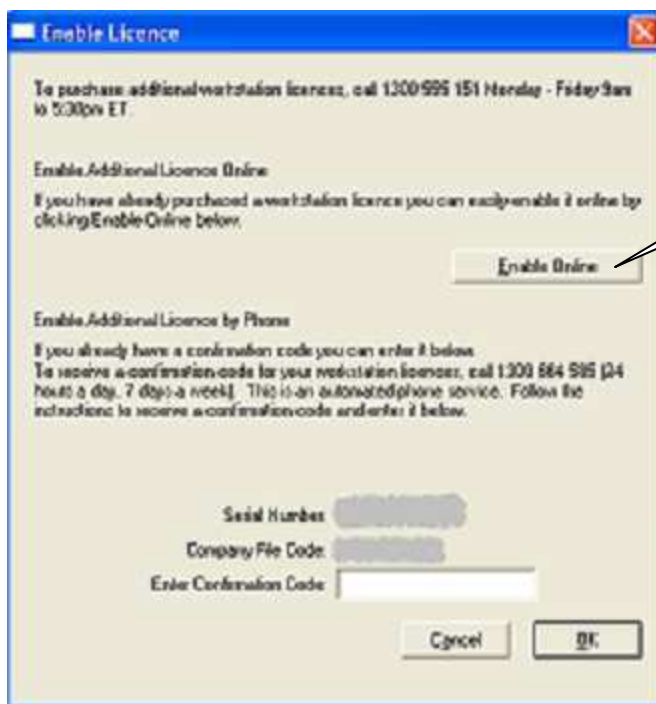 Enable Licence
To purchase additional workstation licences, call 1300 555 151 Monday - Friday 9am
to 5:30pm ET.
Enable Additional Licence Online
If you have already purchased a workstation licence you can easily enable it online by
clicking Enable Online below.
Enable Online
Enable Additional Licence by Phone
If you already have a confirmation code you can enter it below.
To receive a confirmation code for your workstation licences, call 1300 (24
hours a day, 7 days a week). This is an automated phone service. Follow the
instructions to receive a confirmation code and enter it below.
Serial Number:
Company File Code:
Enter Confirmation Code:
Cancel
OK